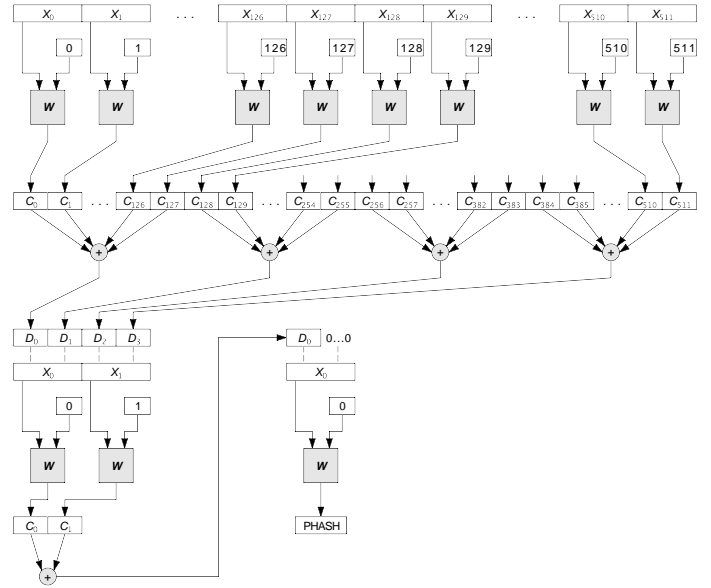 X₀ X₁ ... X₁₂₆ X₁₂₇ X₁₂₈ X₁₂₉ ... X₅₁₀ X₅₁₁
0 1 126 127 128 129 510 511
W W W W W W W W
C₀ C₁ ... C₁₂₆ C₁₂₇ C₁₂₈ C₁₂₉ ... C₂₅₄ C₂₅₅ C₂₅₆ C₂₅₇ ... C₃₈₂ C₃₈₃ C₃₈₄ C₃₈₅ ... C₅₁₀ C₅₁₁
+ + + +
D₀ D₁ D₂ D₃ D₀ 0...0
X₀ X₁ X₀
0 1 0
W W W
C₀ C₁ PHASH
+